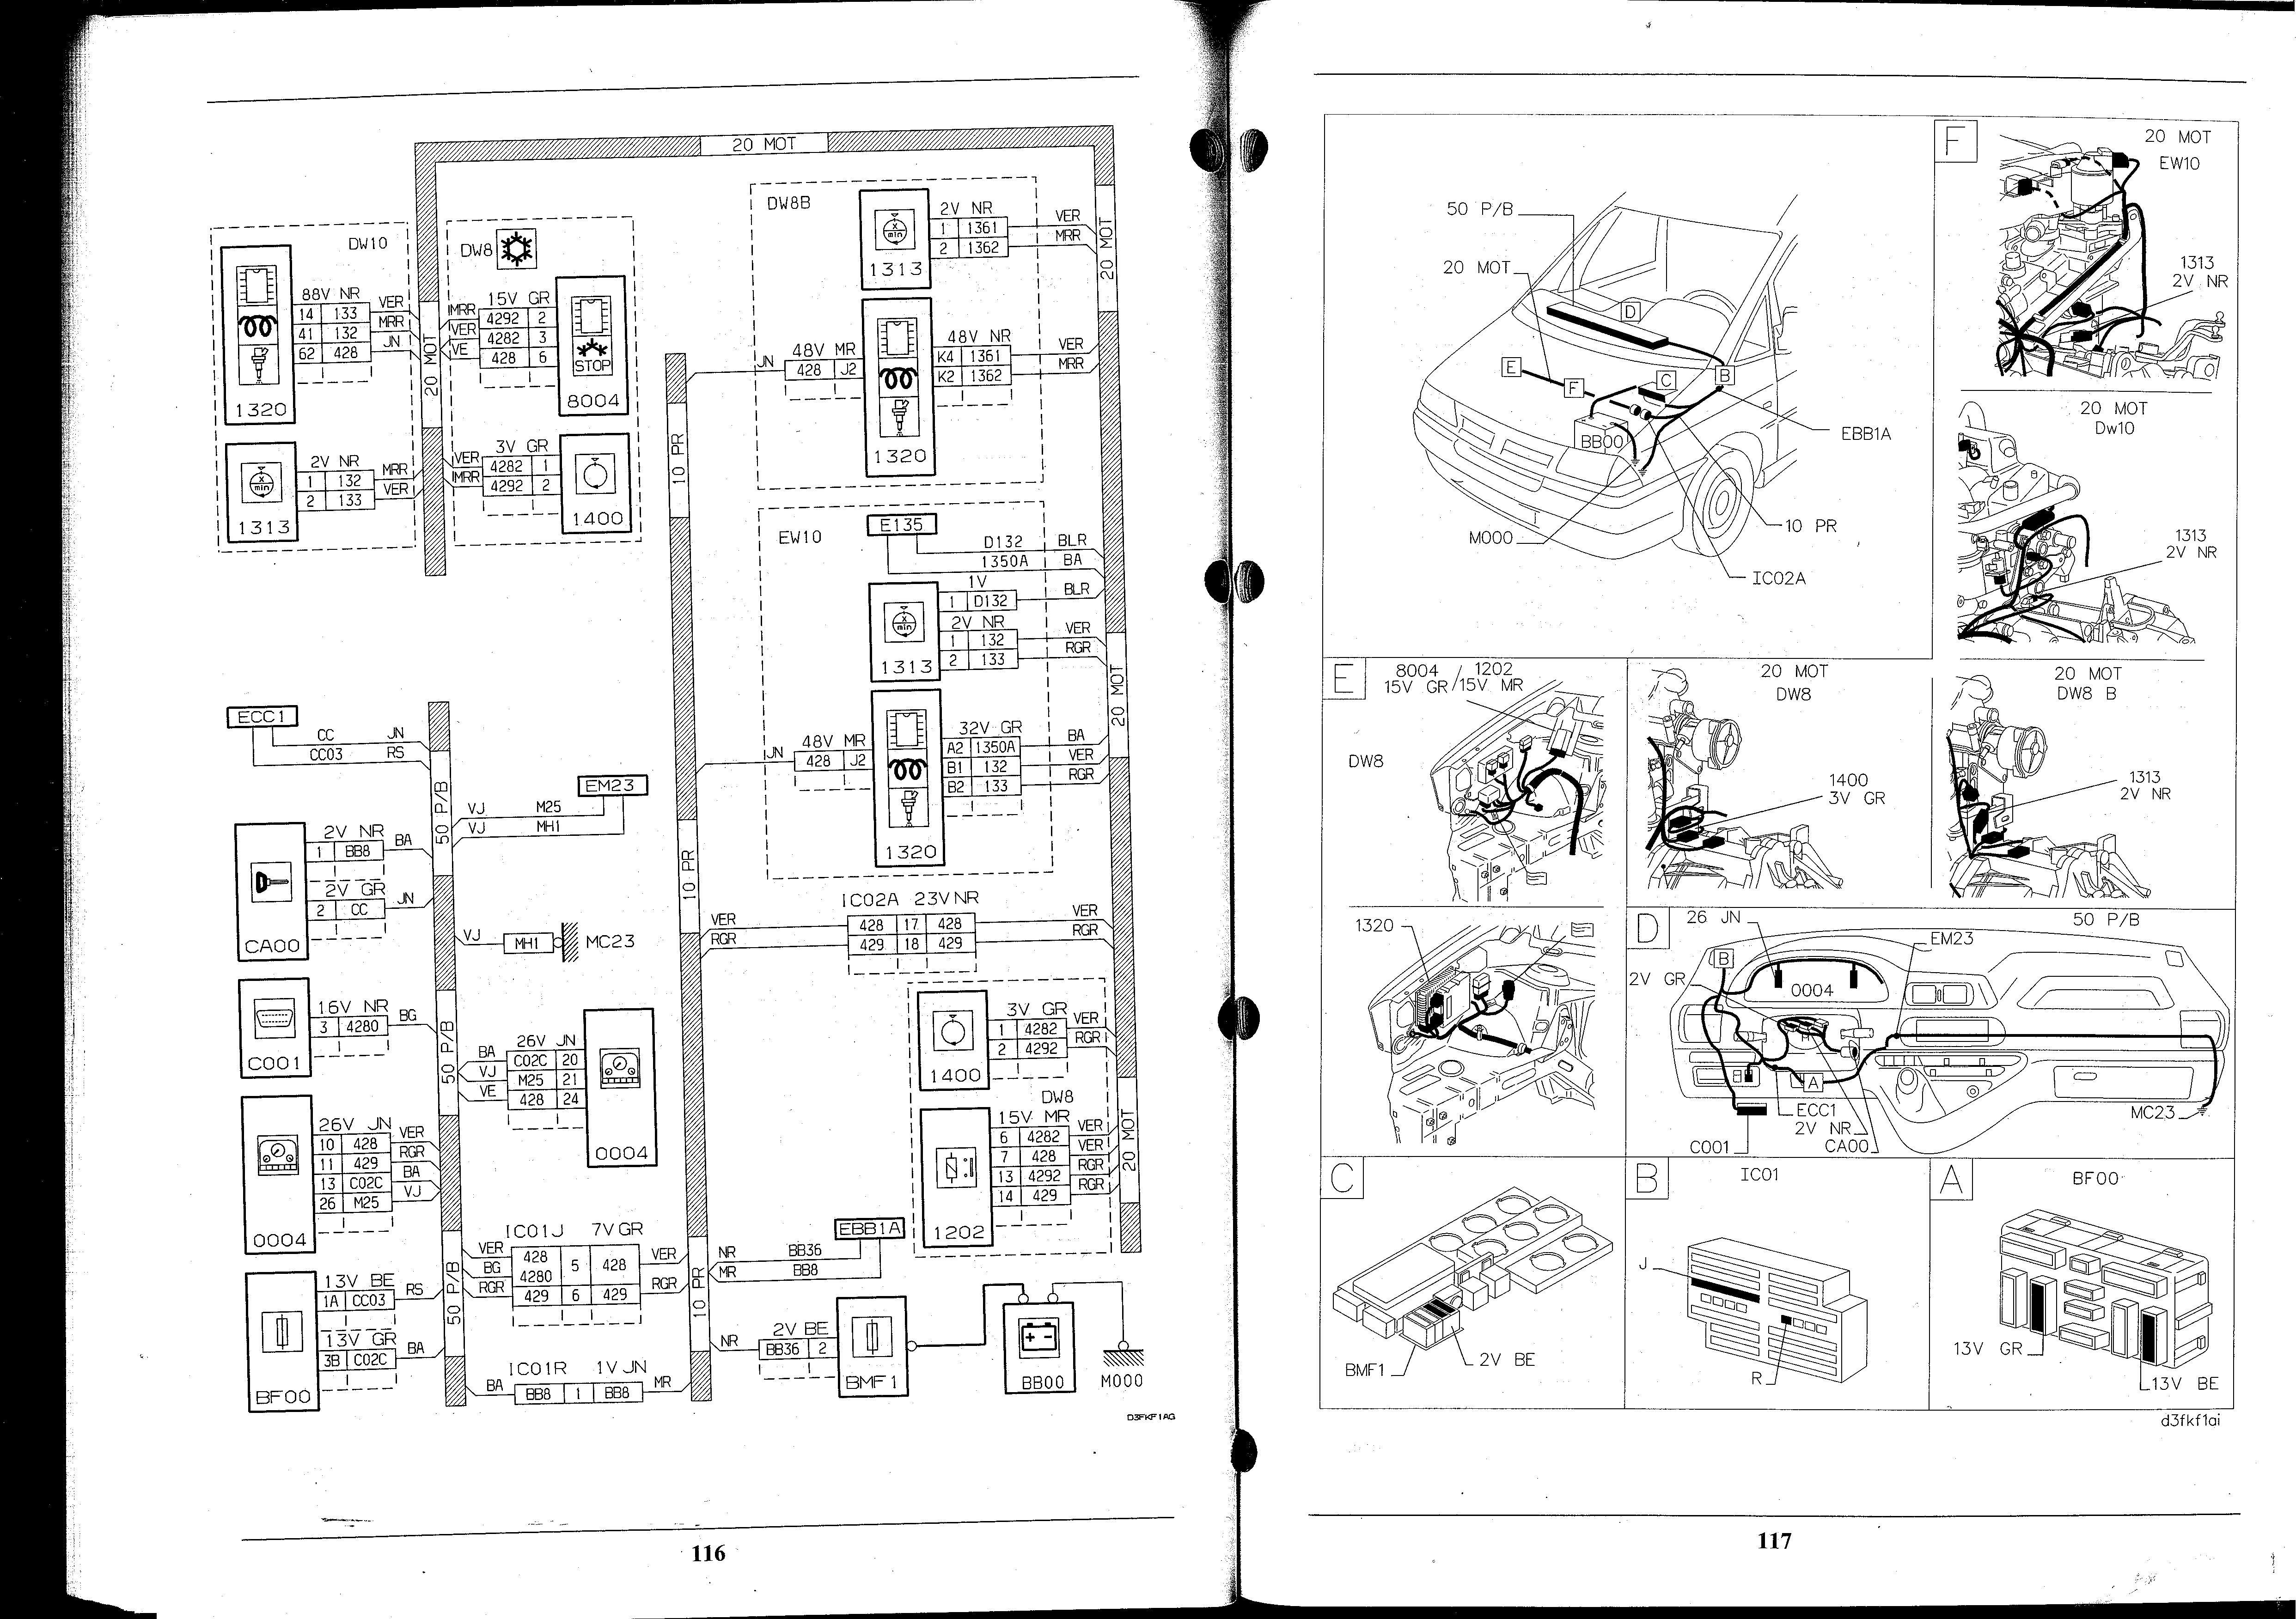 20 MOT
DW10
88V NR
14 133 VER
41 132 MRR
62 428 JN
1320
2V NR
1 132 MRR
2 133 VER
1313
20 MOT
DW8
15V GR
MRR 4292 2
VER 4282 3
VE 428 6
STOP
8004
3V GR
VER 4282 1
MRR 4292 2
1400
DW8B
2V NR
1 1361 VER
2 1362 MRR
X
min
1313
48V MR
JN 428 J2
48V NR
K4 1361 VER
K2 1362 MRR
1320
20 MOT
10 PR
EW10
E135
D132 BLR
1350A BA
1V
1 D132 BLR
2V NR
1 132 VER
2 133 RGR
X
min
1313
48V MR
JN 428 J2
32V GR
A2 1350A BA
B1 132 VER
B2 133 RGR
1320
20 MOT
ECC1
CC JN
CC03 RS
50 P/B
EM23
VJ M25
VJ MH1
2V NR
1 BB8 BA
2V GR
2 CC JN
CA00
VJ MH1 MC23
10 PR
IC02A 23V NR
VER 428 17 428 VER
RGR 429 18 429 RGR
16V NR
3 4280 BG
C001
50 P/B
26V JN
BA C02C 20
VJ M25 21
VE 428 24
0004
3V GR
1 4282 VER
2 4292 RGR
1400
DW8
15V MR
6 4282 VER
7 428 VER
13 4292 RGR
14 429 RGR
1202
20 MOT
26V JN
10 428 VER
11 429 RGR
13 C02C BA
26 M25 VJ
0004
IC01J 7V GR
VER 428 5 428 VER
BG 4280
RGR 429 6 429 RGR
50 P/B
10 PR
EBB1A
NR BB36
MR BB8
13V BE
1A CC03 RS
13V GR
3B C02C BA
BF00
IC01R 1V JN
BA BB8 1 BB8 MR
2V BE
NR BB36 2
BMF1
BB00
M000
D3FKF1AG
116
50 P/B
20 MOT
D
E
F
C
B
BB00
EBB1A
10 PR
M000
IC02A
F
20 MOT
EW10
1313
2V NR
20 MOT
Dw10
1313
2V NR
E
8004 / 1202
15V GR/15V MR
DW8
1320
20 MOT
DW8
1400
3V GR
20 MOT
DW8 B
1313
2V NR
D
26 JN
50 P/B
EM23
B
2V GR
0004
A
ECC1
2V NR
C001
CA00
MC23
C
BMF1
2V BE
B
IC01
J
R
A
BF00
13V GR
13V BE
d3fkf1ai
117